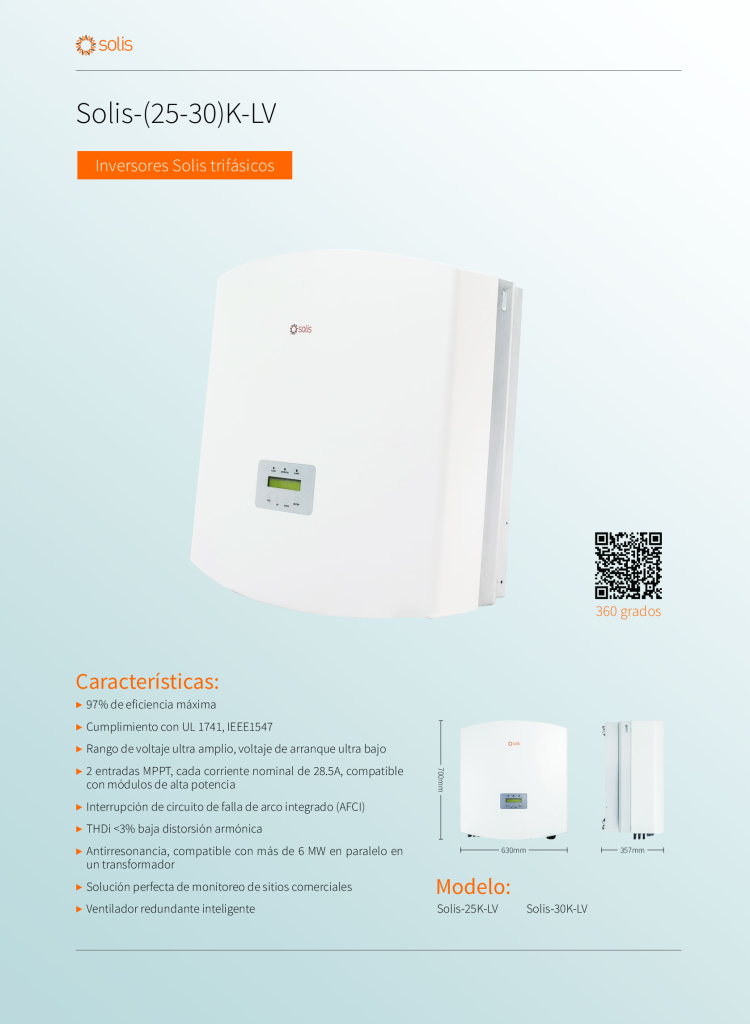 solis
Solis-(25-30)K-LV
Inversores Solis trifásicos
solis
360 grados
Características:
▶ 97% de eficiencia máxima
▶ Cumplimiento con UL 1741, IEEE1547
▶ Rango de voltaje ultra amplio, voltaje de arranque ultra bajo
▶ 2 entradas MPPT, cada corriente nominal de 28.5A, compatible
con módulos de alta potencia
▶ Interrupción de circuito de falla de arco integrado (AFCI)
▶ THDi <3% baja distorsión armónica
▶ Antirresonancia, compatible con más de 6 MW en paralelo en
un transformador
▶ Solución perfecta de monitoreo de sitios comerciales
▶ Ventilador redundante inteligente
solis
700mm
630mm
357mm
Modelo:
Solis-25K-LV Solis-30K-LV